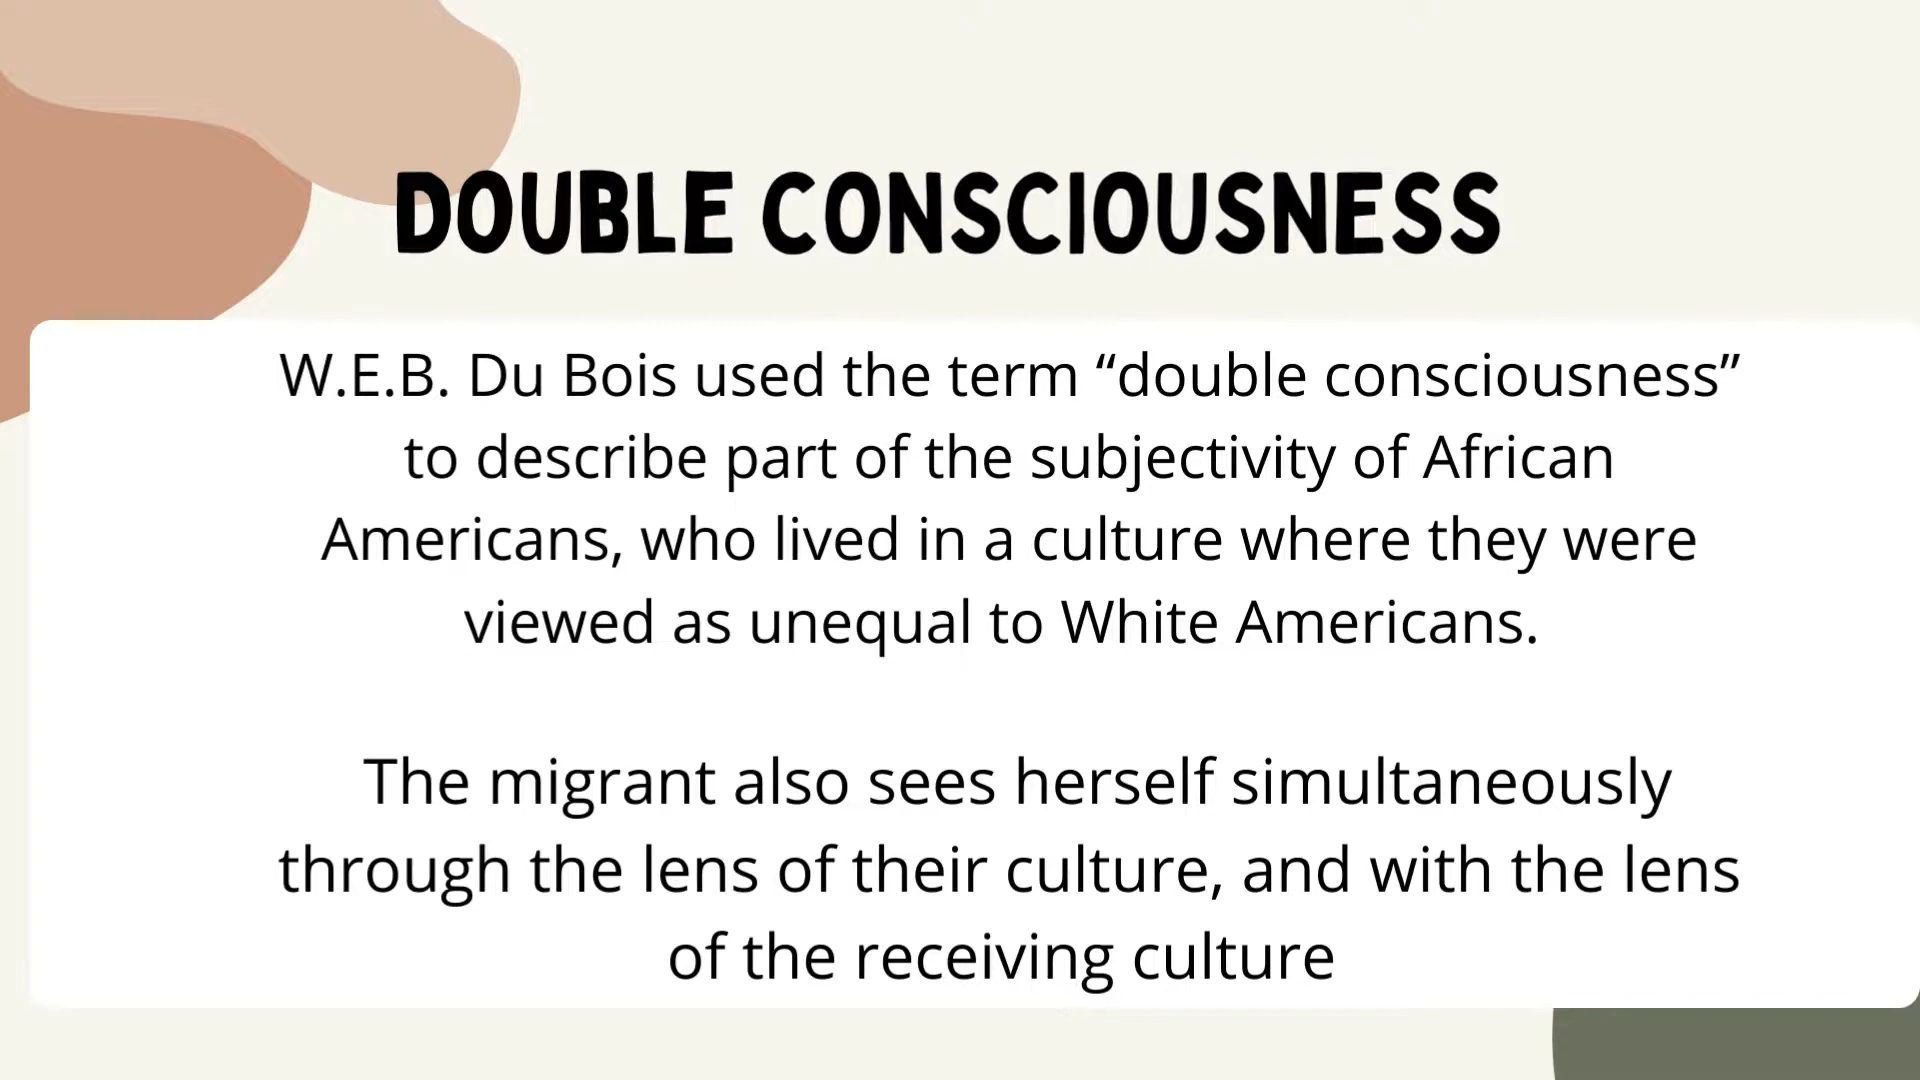 DOUBLE CONSCIOUSNESS
W.E.B. Du Bois used the term “double consciousness”
to describe part of the subjectivity of African
Americans, who lived in a culture where they were
viewed as unequal to White Americans.
The migrant also sees herself simultaneously
through the lens of their culture, and with the lens
of the receiving culture